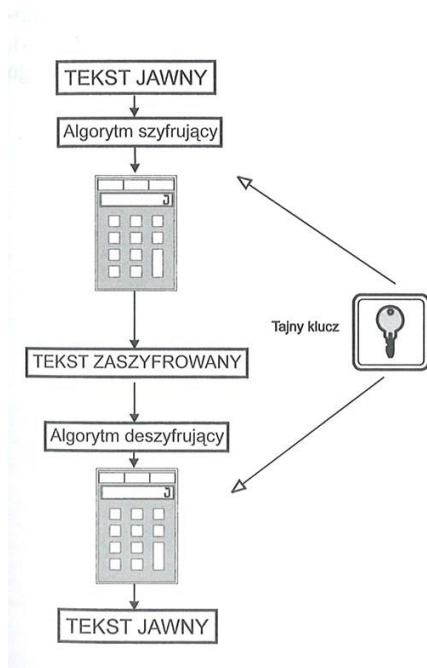 TEKST JAWNY
Algorytm szyfrujący
Tajny klucz
TEKST ZASZYFROWANY
Algorytm deszyfrujący
TEKST JAWNY